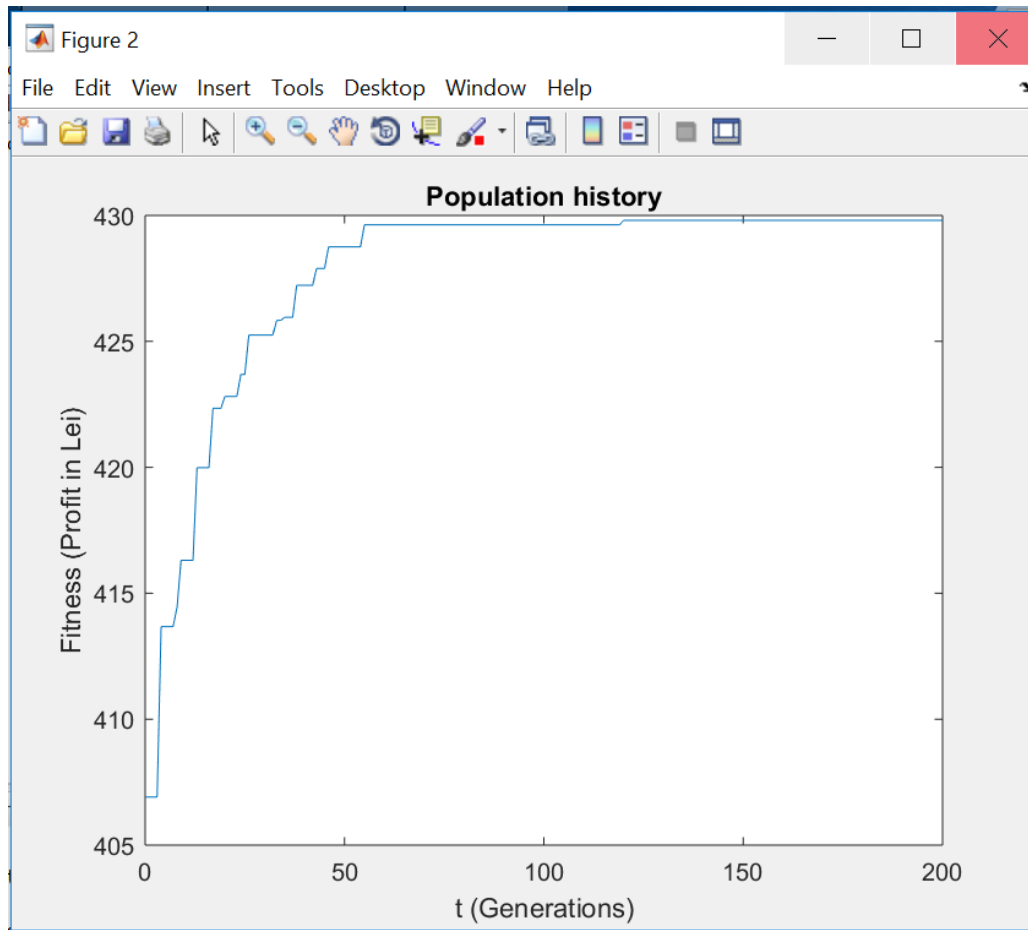 Figure 2
File Edit View Insert Tools Desktop Window Help
Population history
430
425
420
415
410
405
Fitness (Profit in Lei)
0 50 100 150 200
t (Generations)